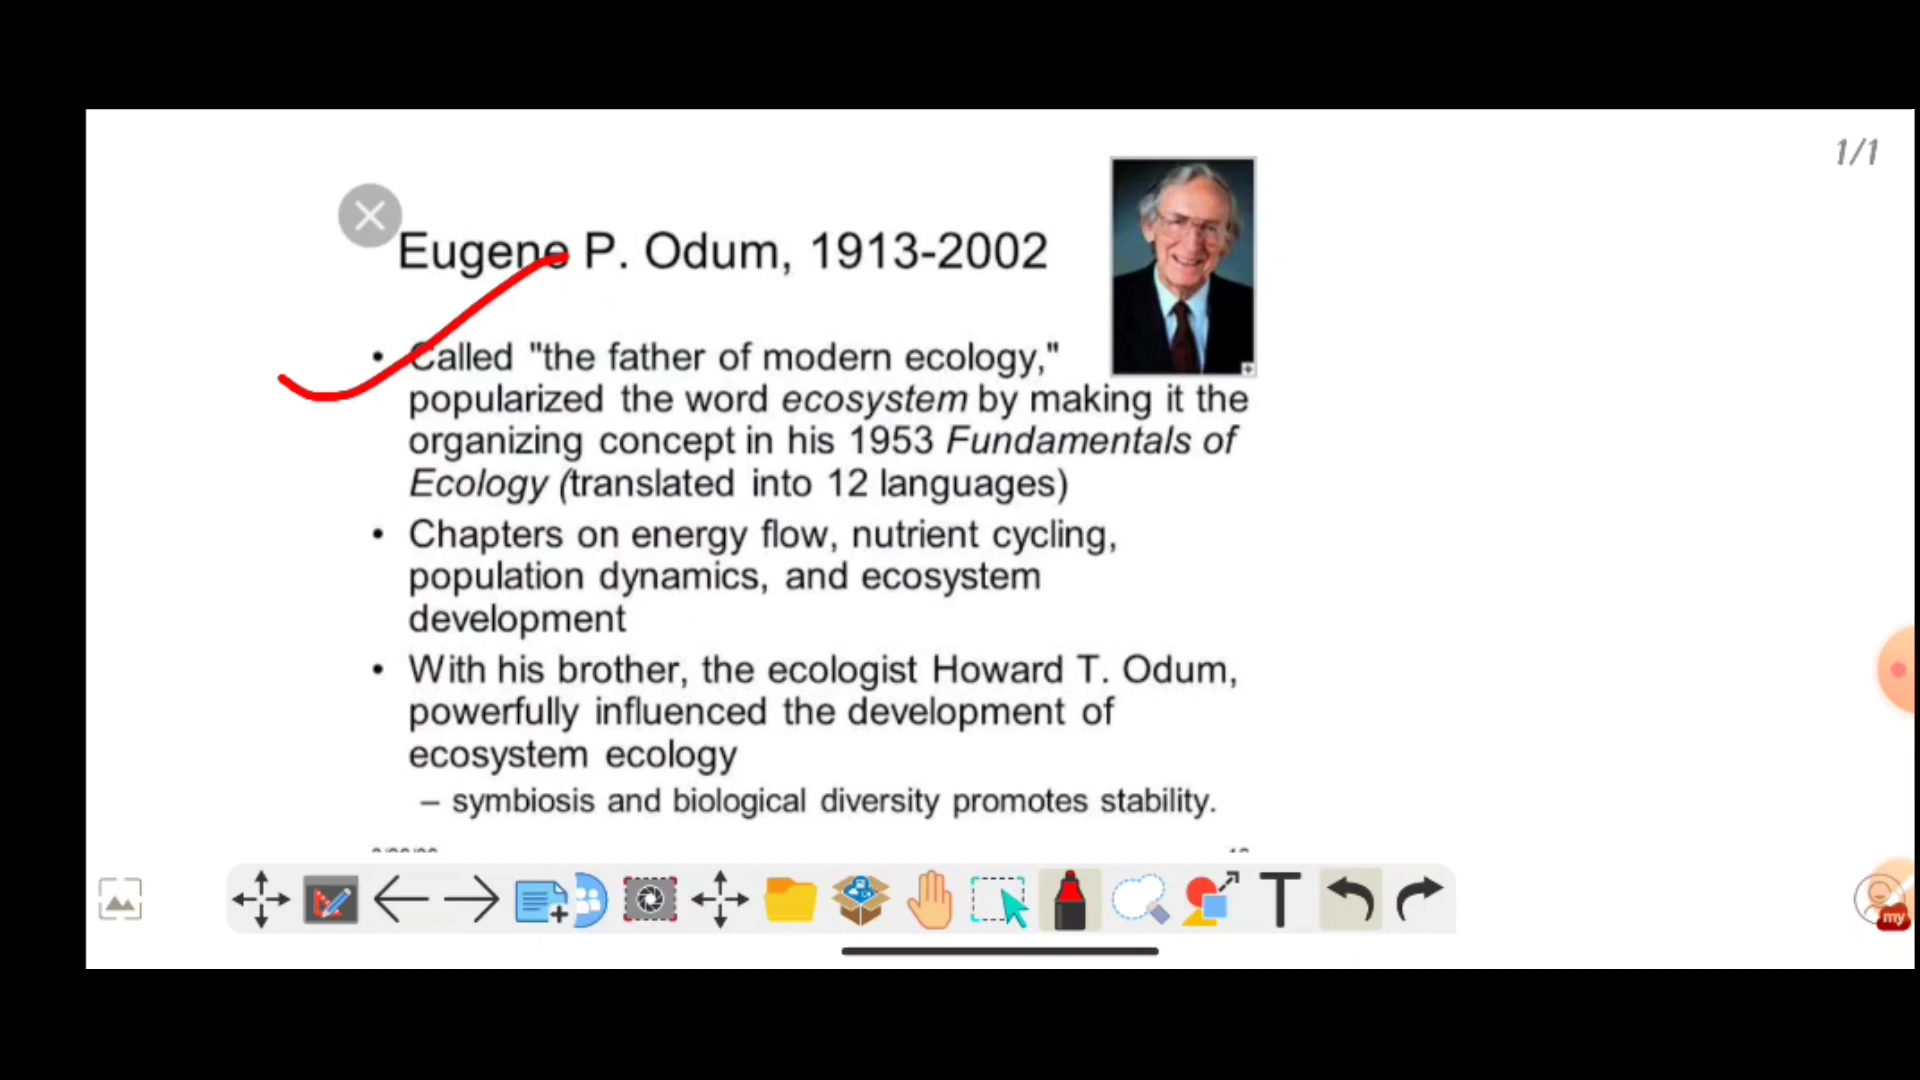 1/1
Eugene P. Odum, 1913-2002
• Called "the father of modern ecology,"
popularized the word ecosystem by making it the
organizing concept in his 1953 Fundamentals of
Ecology (translated into 12 languages)
• Chapters on energy flow, nutrient cycling,
population dynamics, and ecosystem
development
• With his brother, the ecologist Howard T. Odum,
powerfully influenced the development of
ecosystem ecology
– symbiosis and biological diversity promotes stability.
T
my